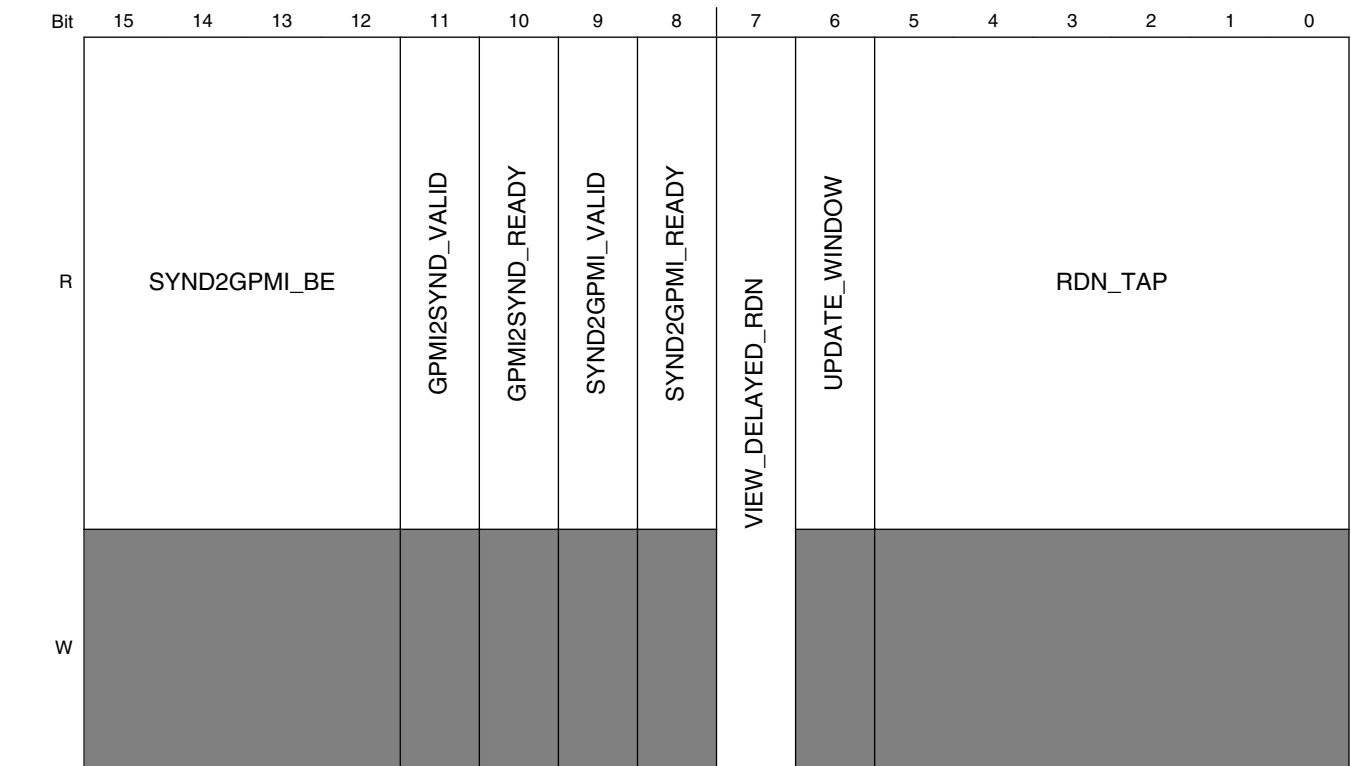 Bit 15 14 13 12 11 10 9 8 7 6 5 4 3 2 1 0
R SYND2GPMI_BE GPMI2SYND_VALID GPMI2SYND_READY SYND2GPMI_VALID SYND2GPMI_READY VIEW_DELAYED_RDN UPDATE_WINDOW RDN_TAP
W